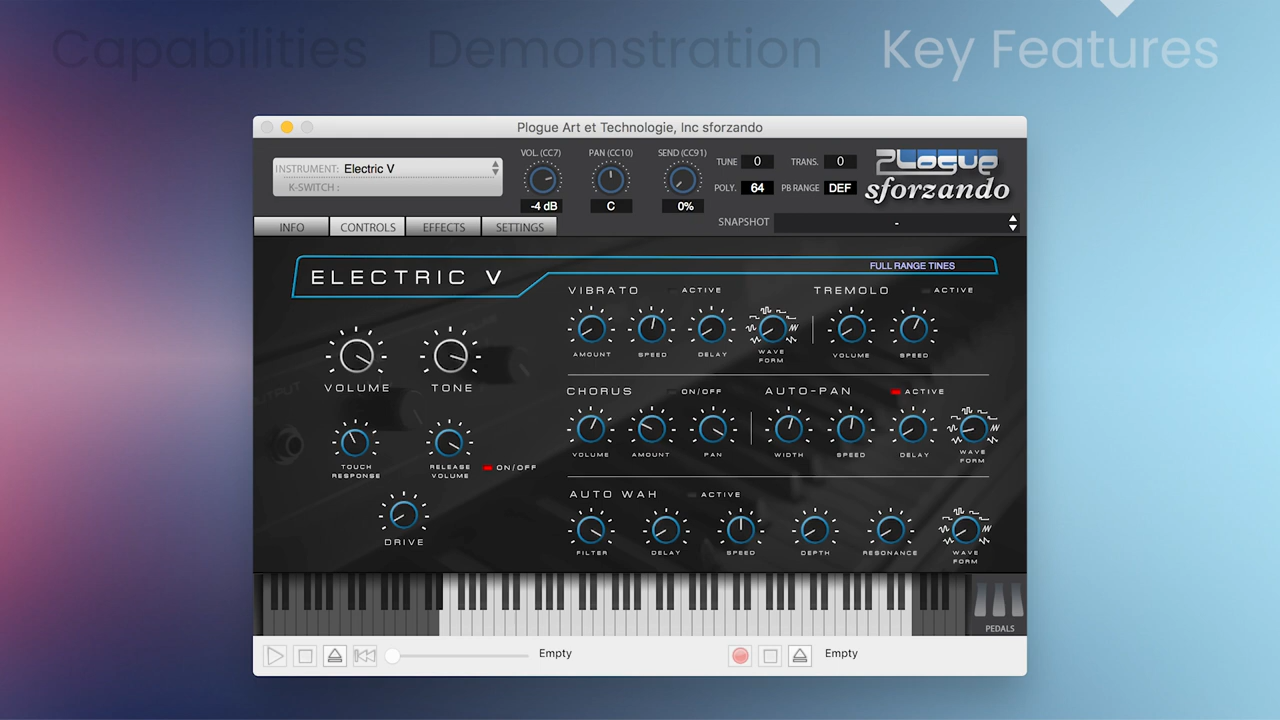 Capabilities Demonstration Key Features
Plogue Art et Technologie, Inc sforzando
INSTRUMENT: Electric V
K-SWITCH :
VOL. (CC7) PAN (CC10) SEND (CC91)
-4 dB C 0%
TUNE 0 TRANS. 0
POLY. 64 PB RANGE DEF
PLOGUE
sforzando
SNAPSHOT -
INFO CONTROLS EFFECTS SETTINGS
ELECTRIC V
FULL RANGE TINES
VOLUME TONE
TOUCH RESPONSE
RELEASE VOLUME
ON/OFF
DRIVE
VIBRATO ACTIVE
AMOUNT SPEED DELAY WAVE FORM
TREMOLO ACTIVE
VOLUME SPEED
CHORUS ON/OFF
VOLUME AMOUNT PAN
AUTO-PAN ACTIVE
WIDTH SPEED DELAY WAVE FORM
AUTO WAH ACTIVE
FILTER DELAY SPEED DEPTH RESONANCE WAVE FORM
PEDALS
Empty
Empty